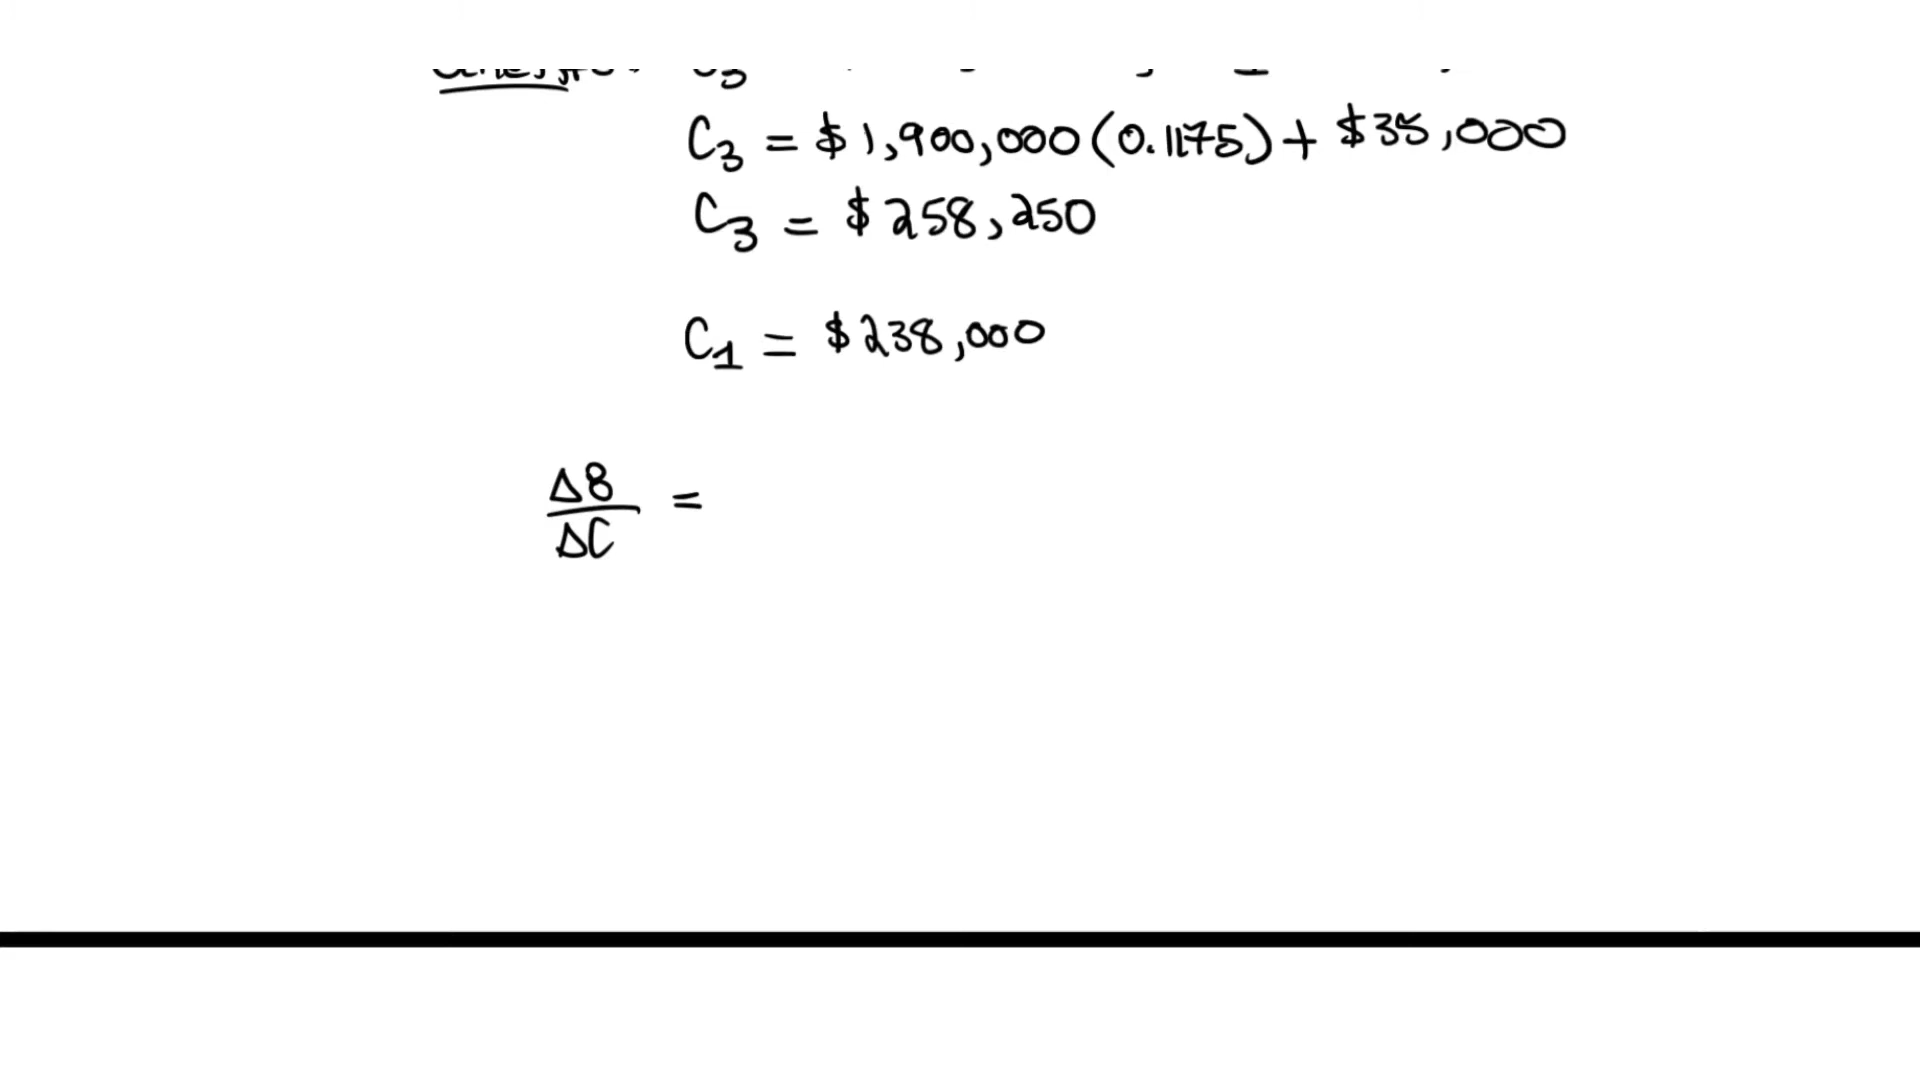 C₃ = $1,900,000(0.1175) + $35,000
C₃ = $258,250
C₁ = $238,000
ΔB/ΔC =